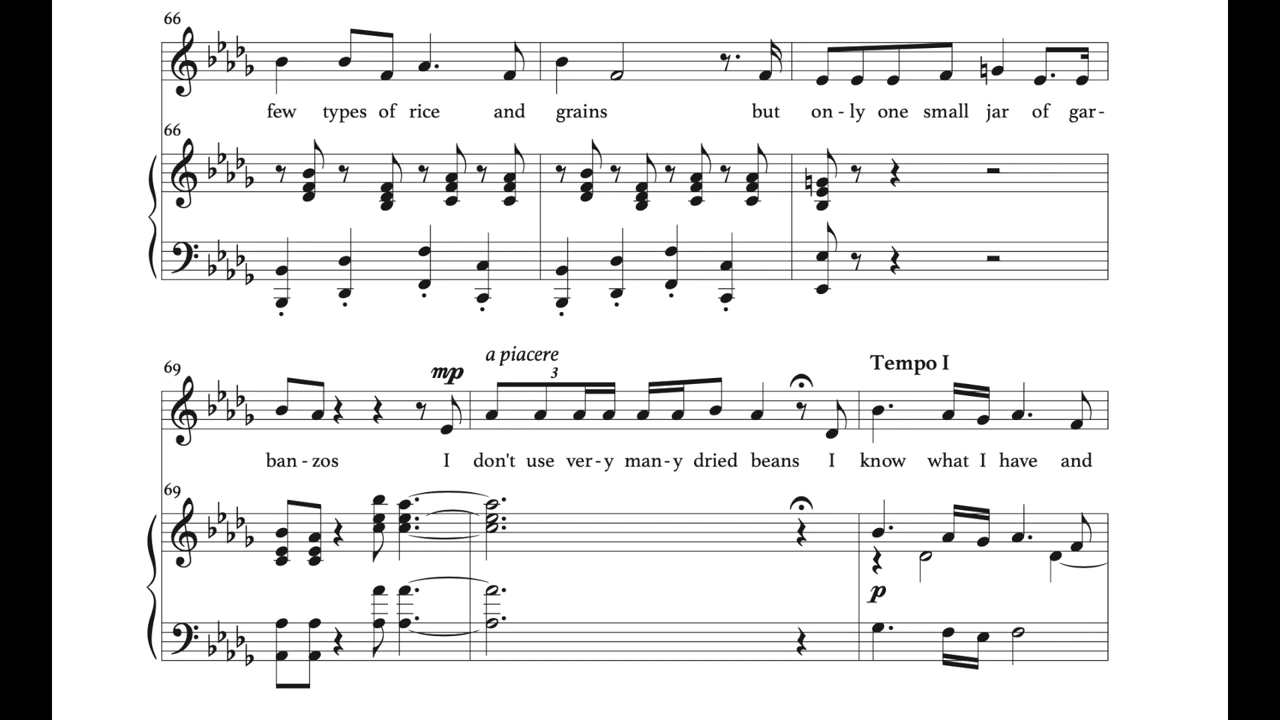 66
few types of rice and grains but on - ly one small jar of gar -
66
69
mp
a piacere
3
Tempo I
ban - zos I don't use ver - y man - y dried beans I know what I have and
69
p